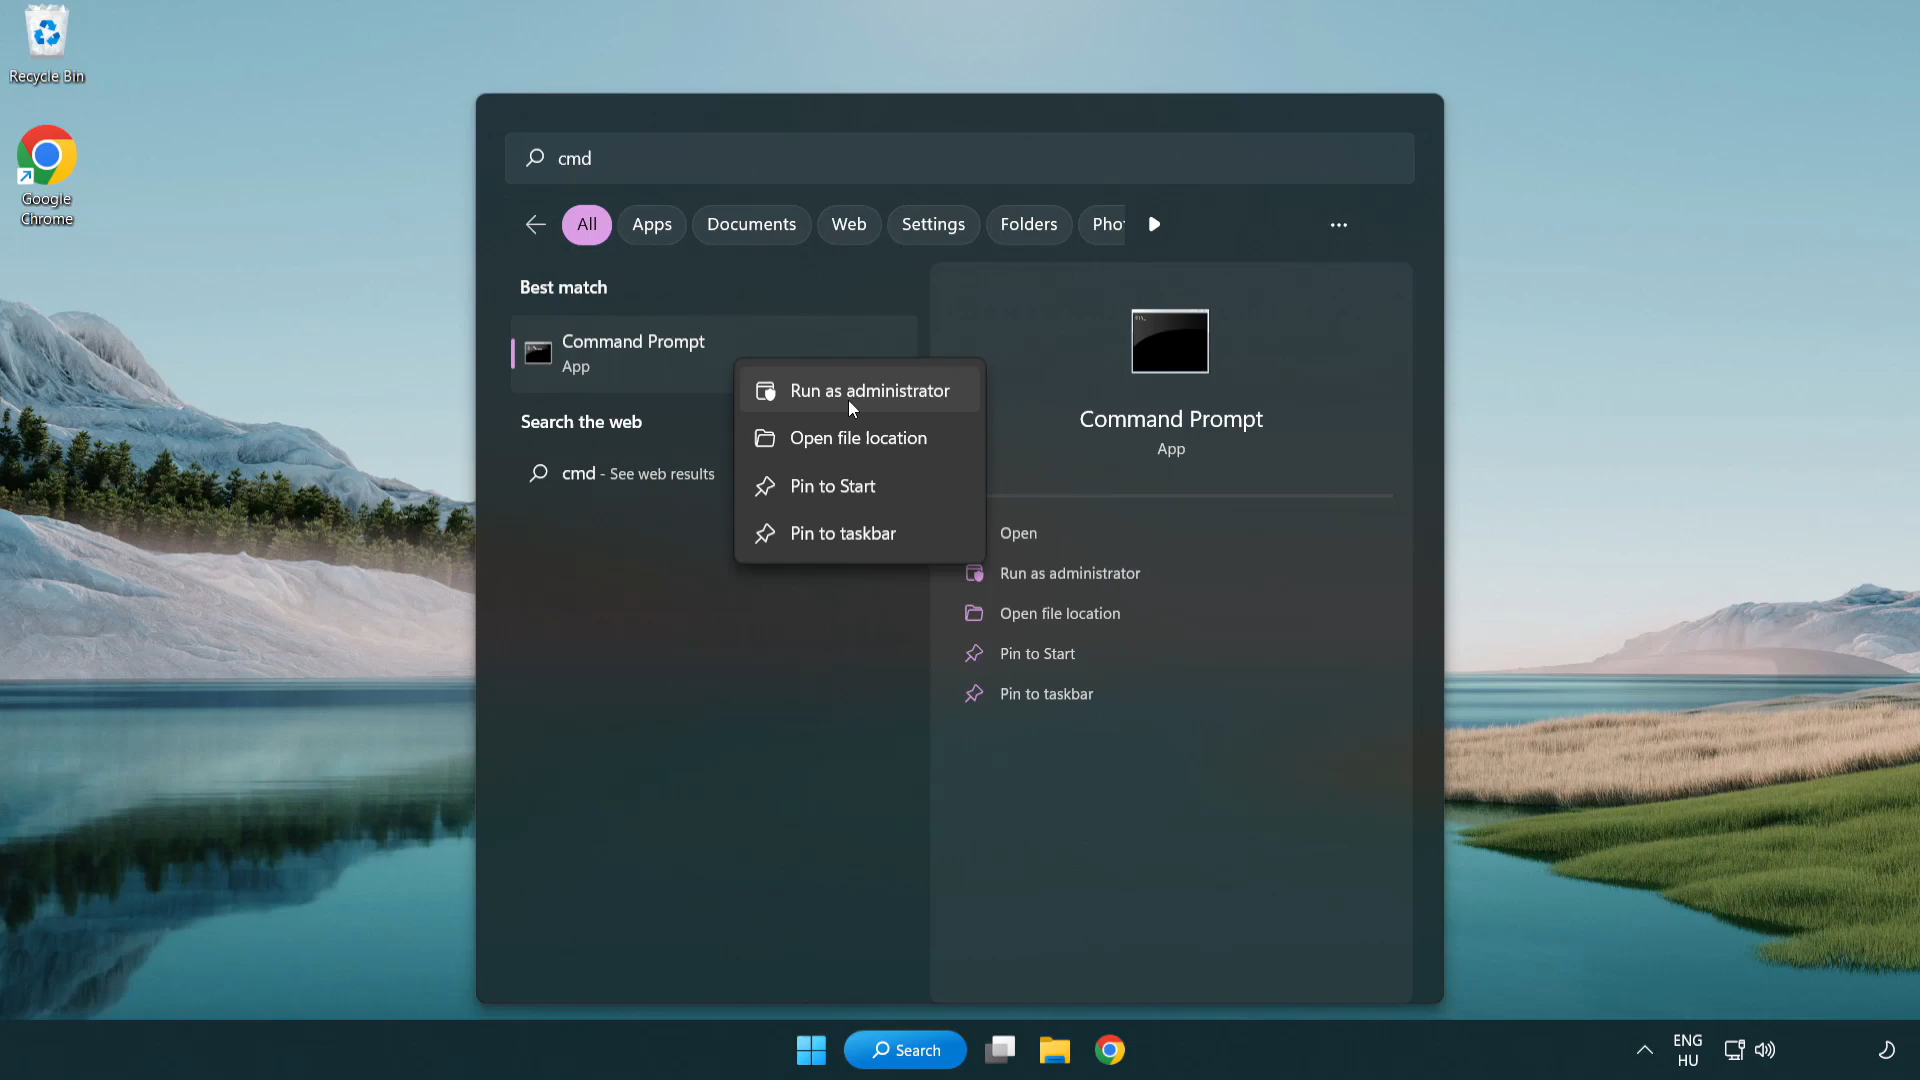 Recycle Bin
Google
Chrome
cmd
All
Apps
Documents
Web
Settings
Folders
Pho
Best match
Command Prompt
App
Search the web
cmd - See web results
Run as administrator
Open file location
Pin to Start
Pin to taskbar
Command Prompt
App
Open
Run as administrator
Open file location
Pin to Start
Pin to taskbar
Search
ENG
HU